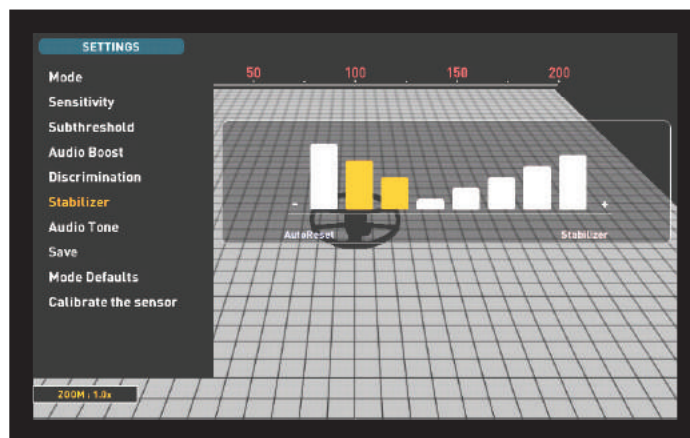 SETTINGS
Mode
Sensitivity
Subthreshold
Audio Boost
Discrimination
Stabilizer
Audio Tone
Save
Mode Defaults
Calibrate the sensor
50 100 150 200
- +
AutoReset Stabilizer
ZOOM : 1.0x